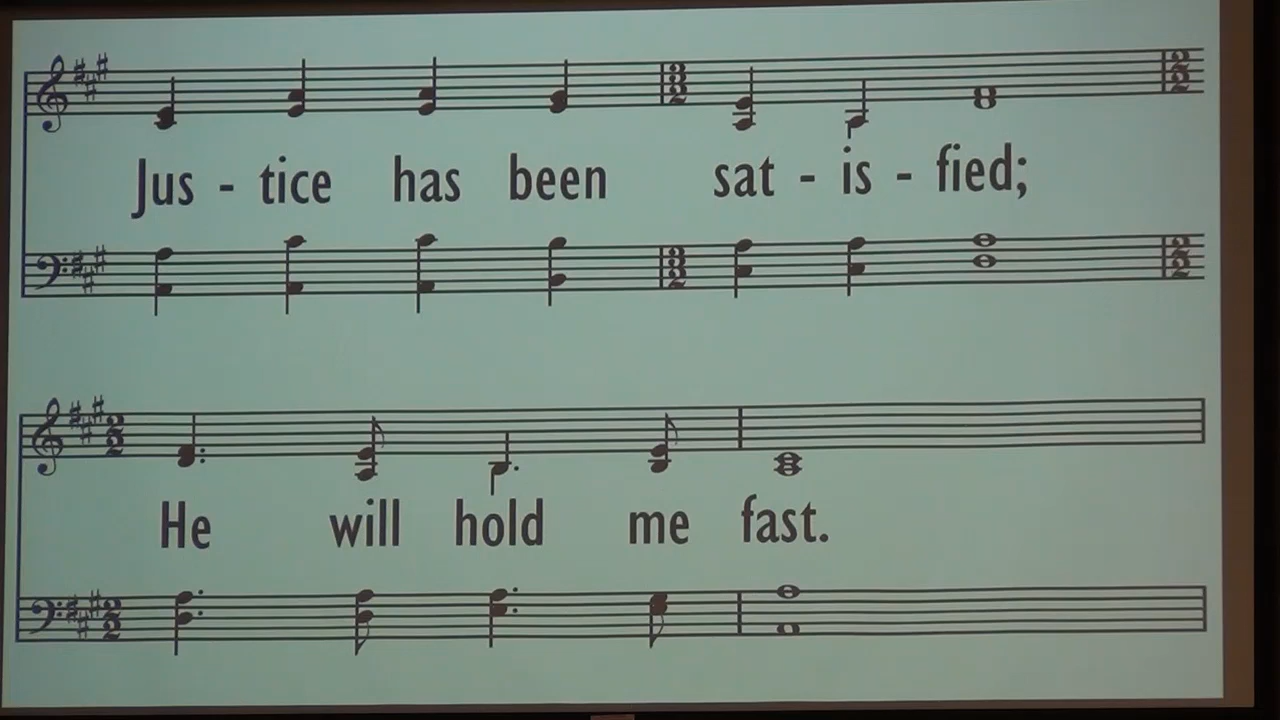 Jus - tice has been sat - is - fied;
He will hold me fast.